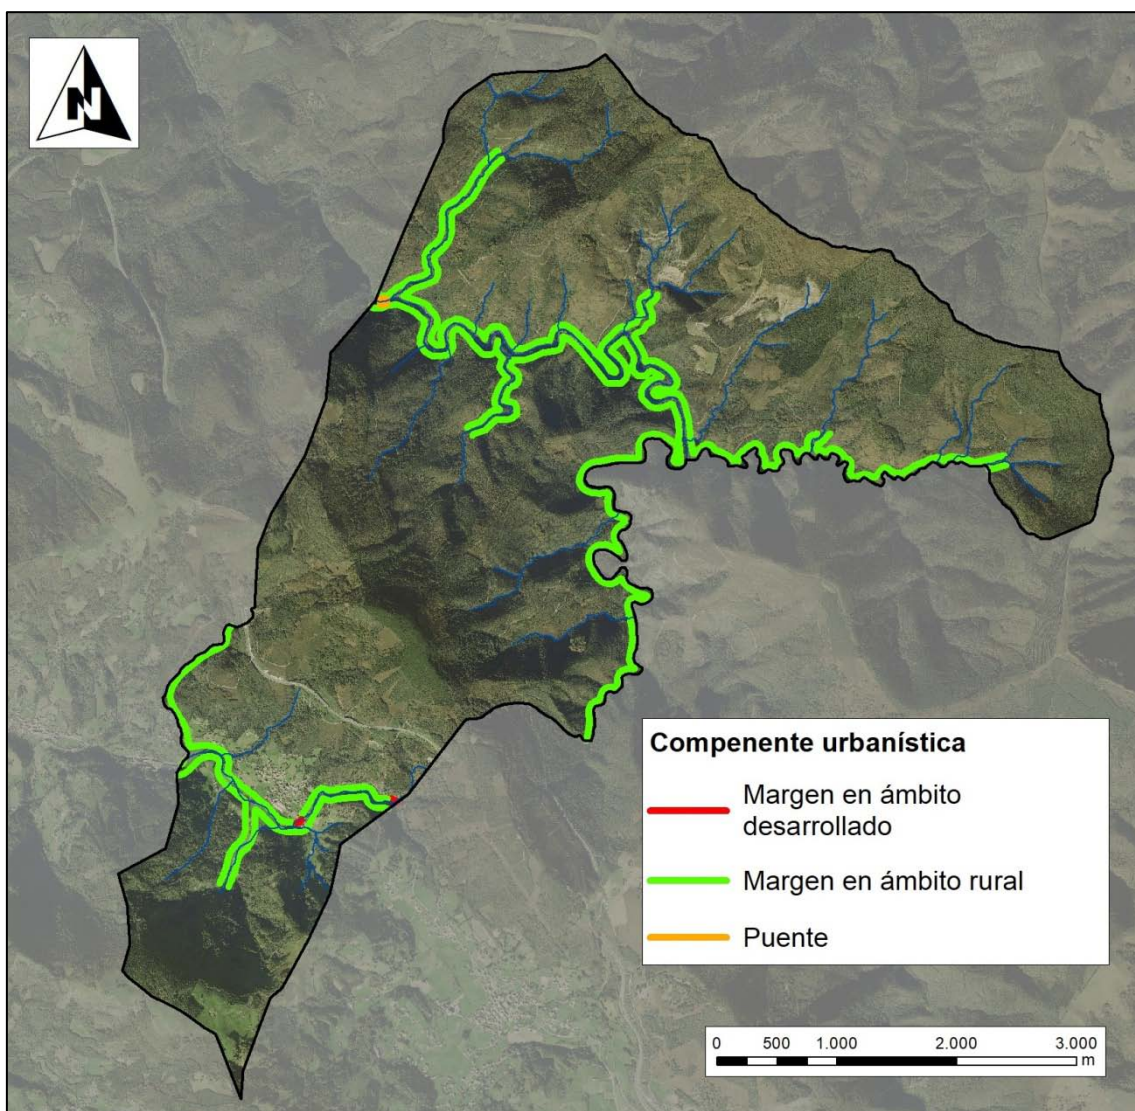 N
Compenente urbanística
Margen en ámbito
desarrollado
Margen en ámbito rural
Puente
0 500 1.000 2.000 3.000
m